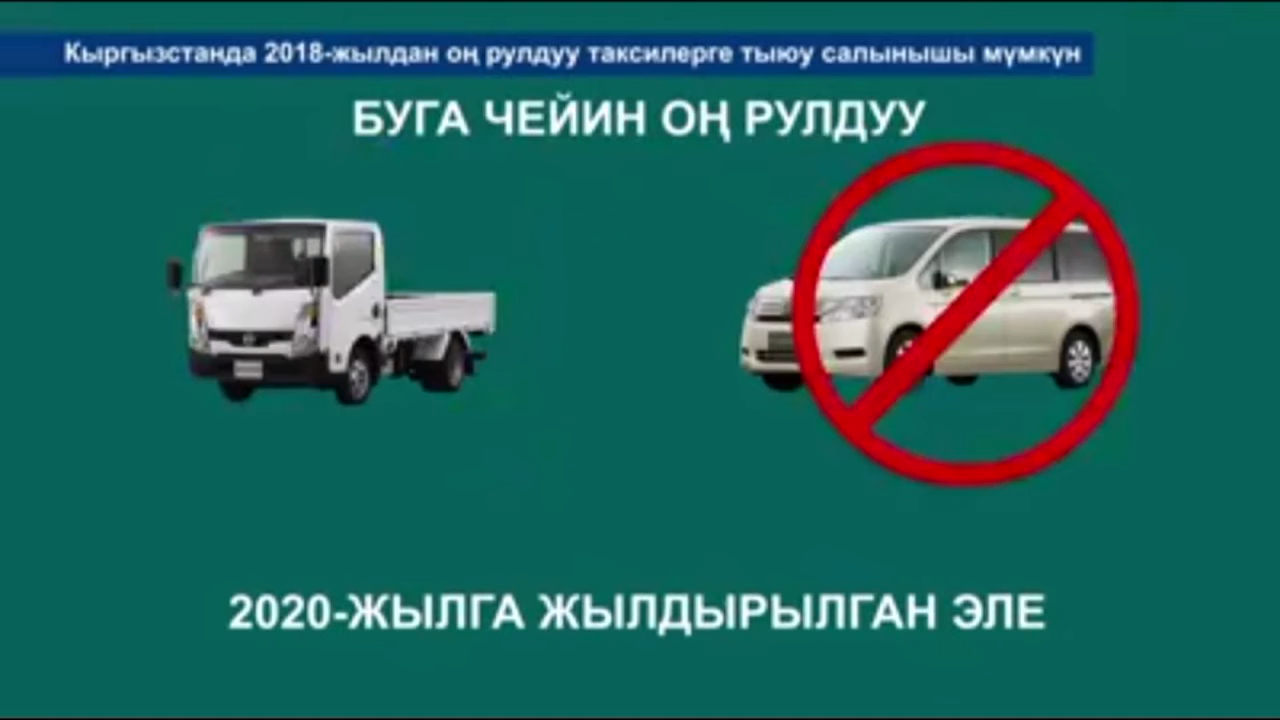 Кыргызстанда 2018-жылдан оң рулдуу таксилерге тыюу салынышы мүмкүн
БУГА ЧЕЙИН ОҢ РУЛДУУ
2020-ЖЫЛГА ЖЫЛДЫРЫЛГАН ЭЛЕ